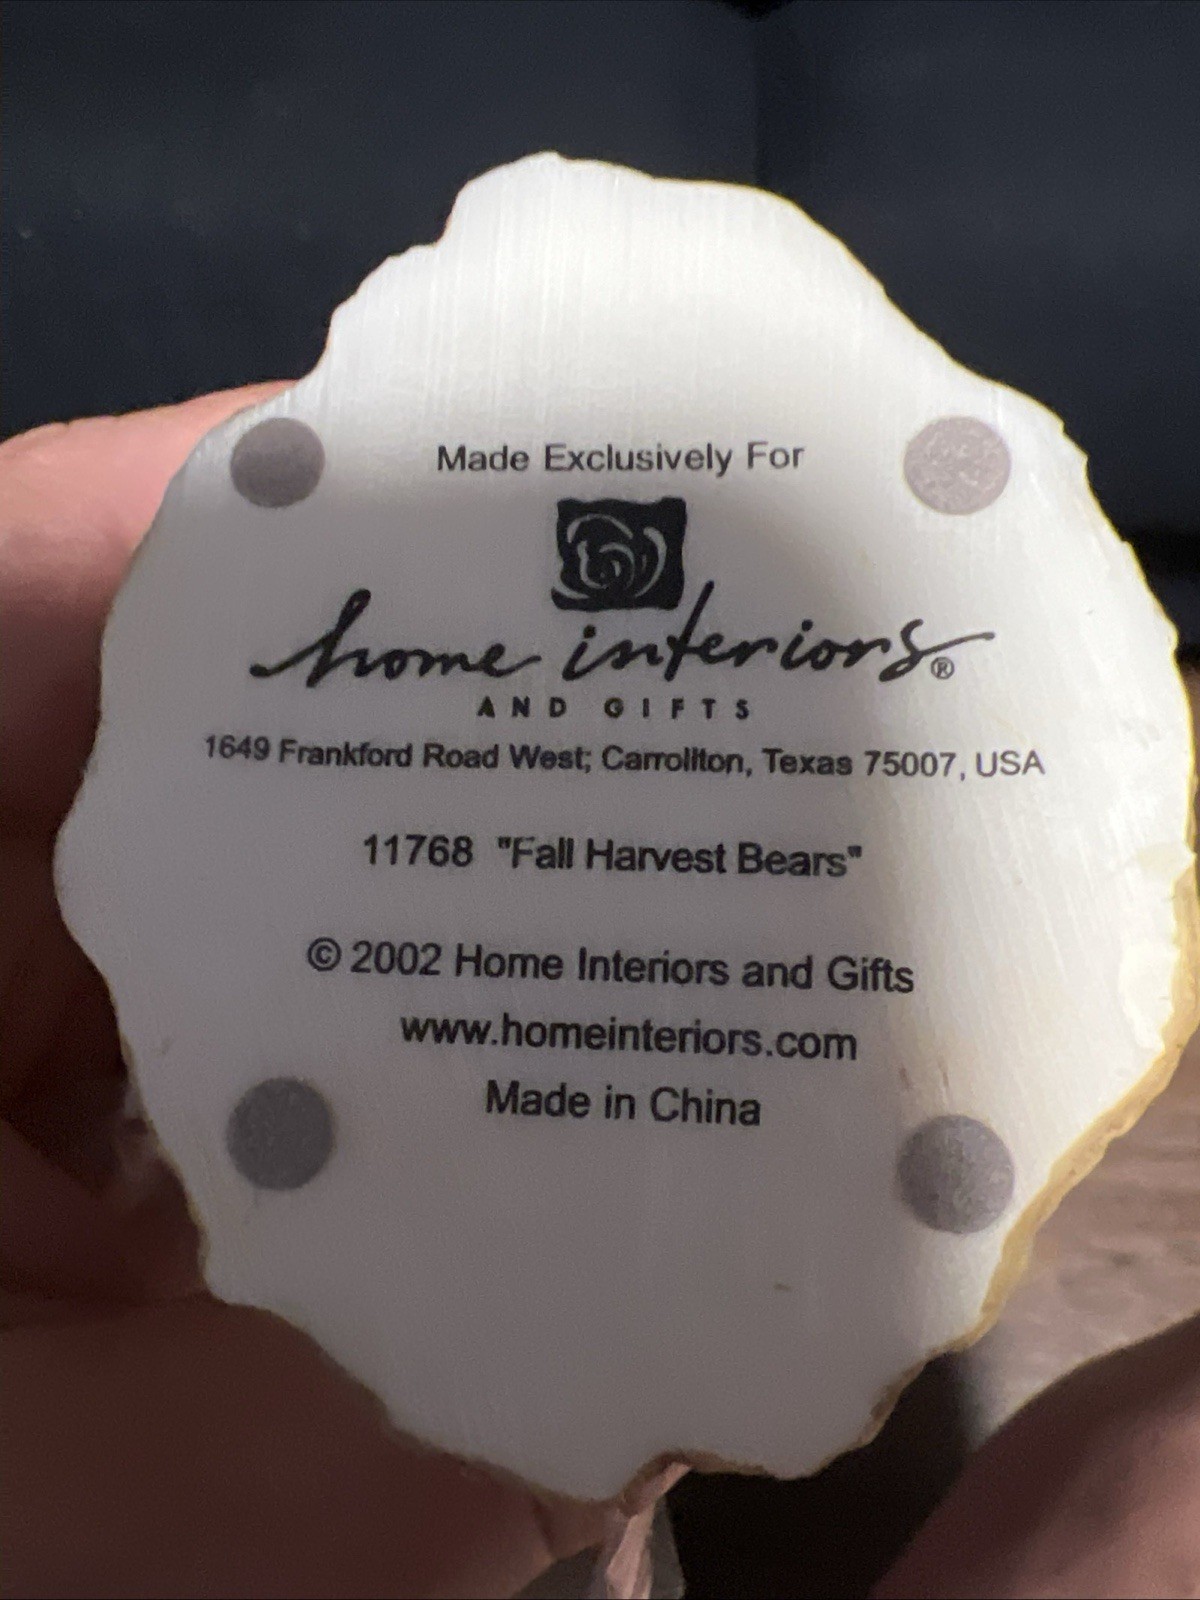 Made Exclusively For
home interiors®
AND GIFTS
1649 Frankford Road West; Carrollton, Texas 75007, USA
11768 "Fall Harvest Bears"
© 2002 Home Interiors and Gifts
www.homeinteriors.com
Made in China